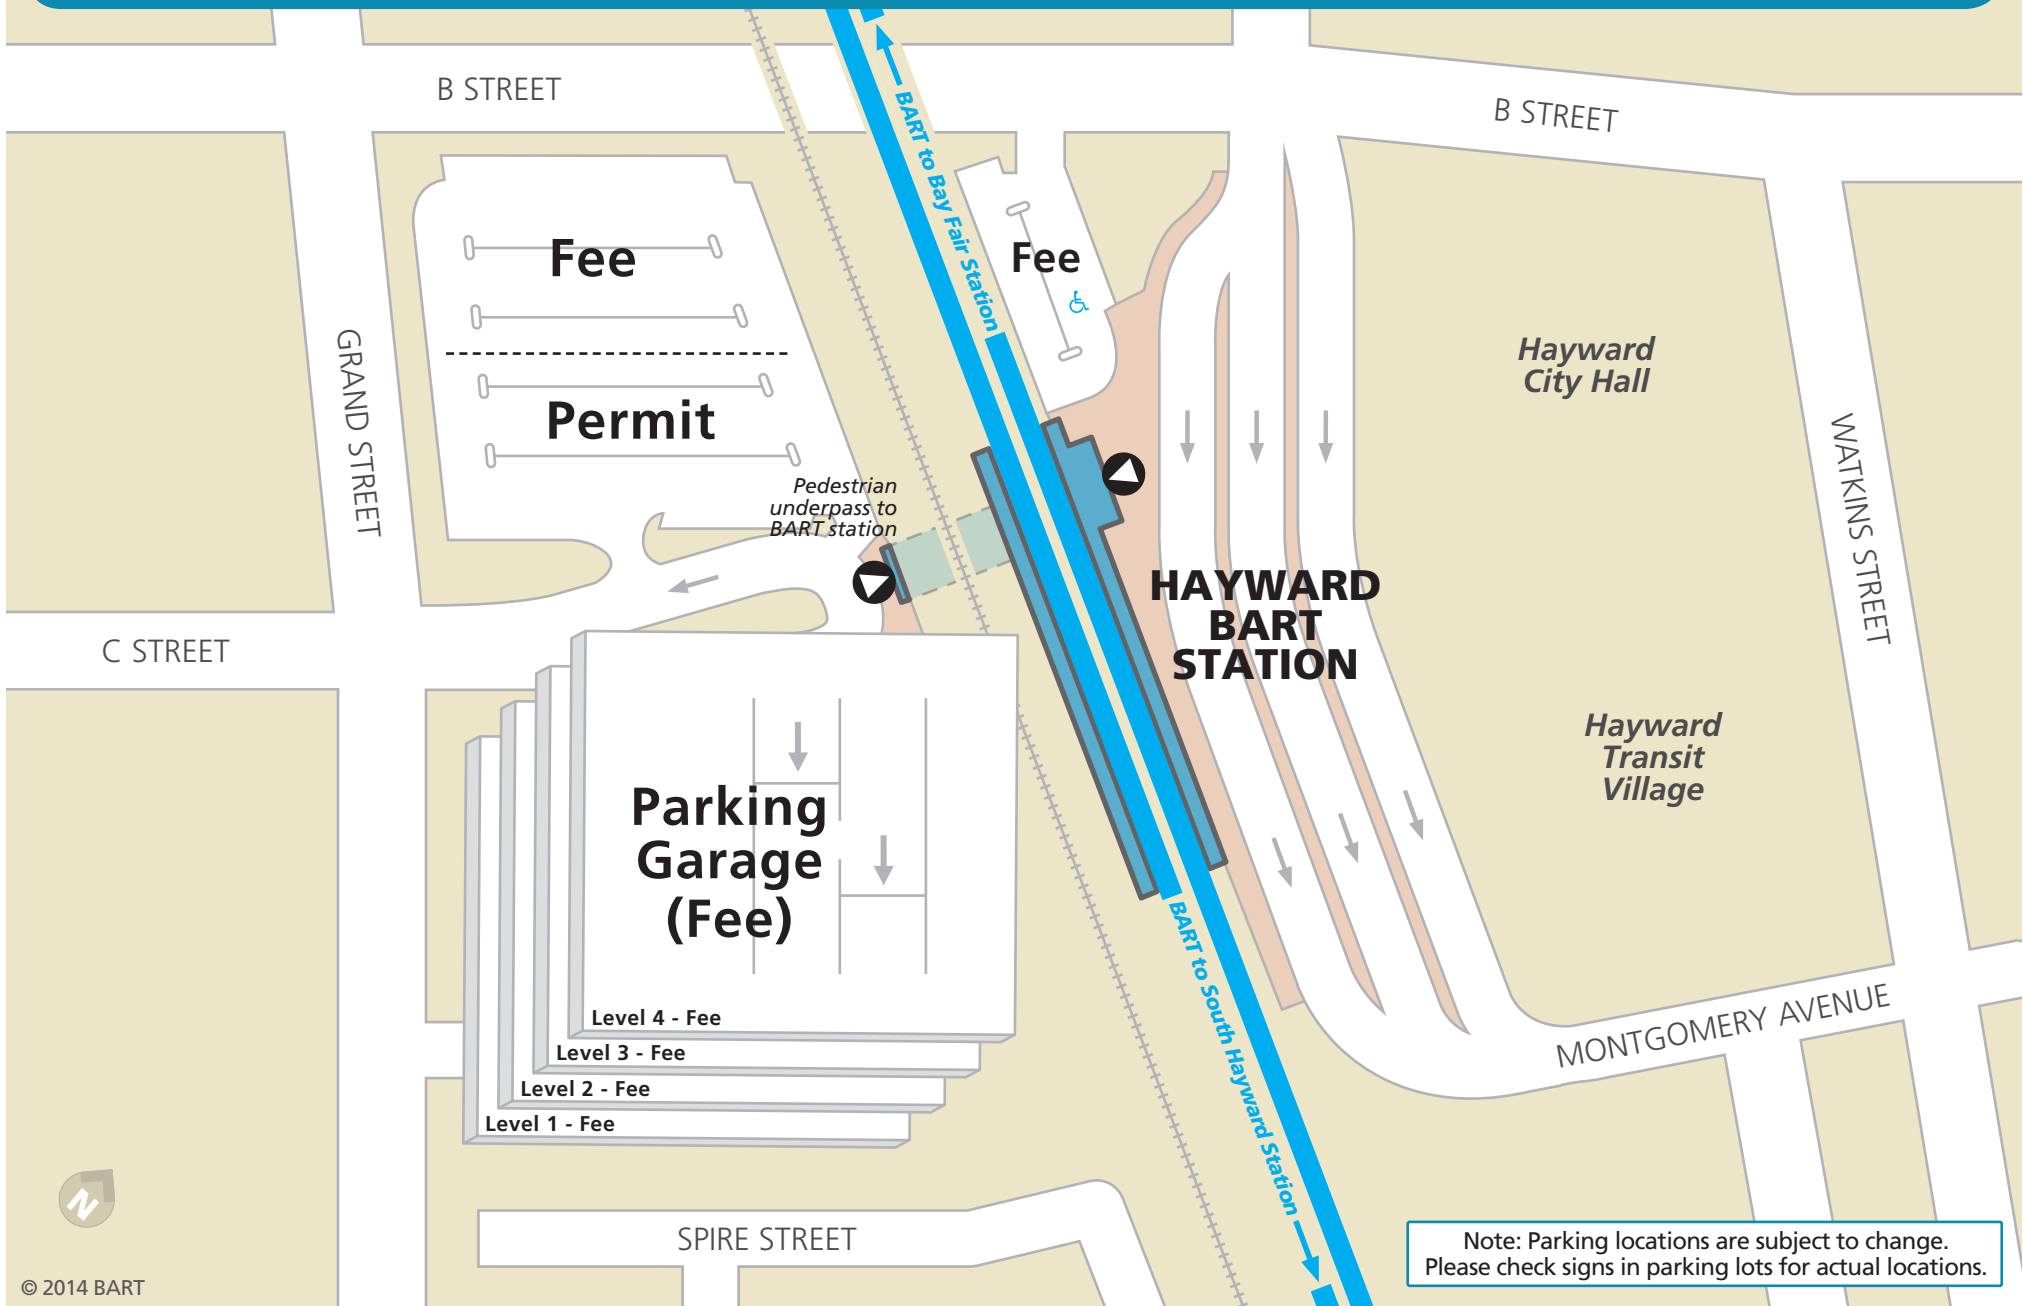 B STREET
B STREET
BART to Bay Fair Station
Fee
Fee
Permit
GRAND STREET
Hayward
City Hall
WATKINS STREET
Pedestrian
underpass to
BART station
HAYWARD
BART
STATION
C STREET
Hayward
Transit
Village
Parking
Garage
(Fee)
Level 4 - Fee
Level 3 - Fee
Level 2 - Fee
Level 1 - Fee
BART to South Hayward Station
MONTGOMERY AVENUE
N
SPIRE STREET
Note: Parking locations are subject to change.
Please check signs in parking lots for actual locations.
© 2014 BART